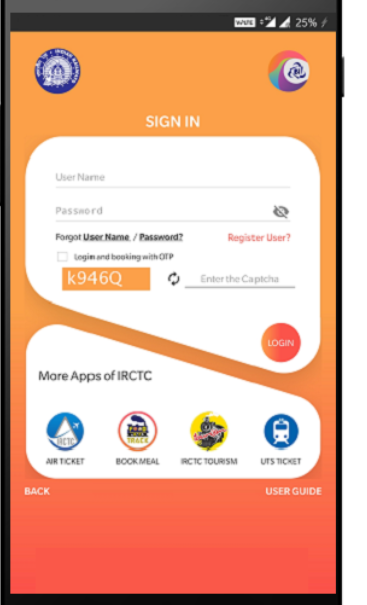 25%
SIGN IN
User Name
Password
Forgot User Name / Password?
Register User?
Login and booking with OTP
k946Q
Enter the Captcha
LOGIN
More Apps of IRCTC
IRCTC
AIR TICKET
BOOK MEAL
IRCTC TOURISM
UTS TICKET
BACK
USER GUIDE